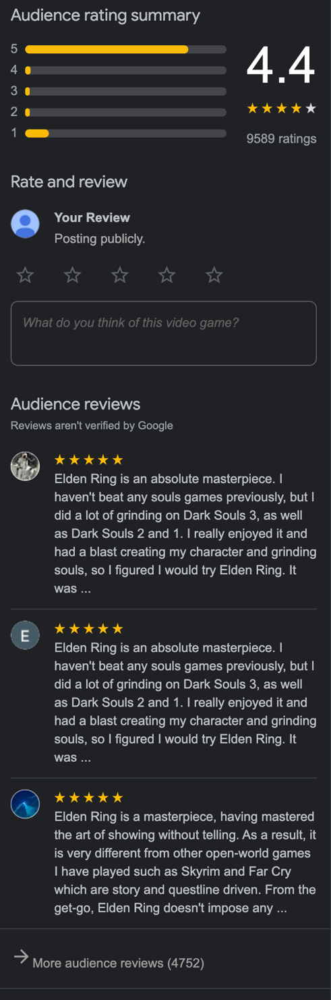 Audience rating summary
5
4
3
2
1
4.4
9589 ratings
Rate and review
Your Review
Posting publicly.
What do you think of this video game?
Audience reviews
Reviews aren't verified by Google
Elden Ring is an absolute masterpiece. I
haven't beat any souls games previously, but I
did a lot of grinding on Dark Souls 3, as well
as Dark Souls 2 and 1. I really enjoyed it and
had a blast creating my character and grinding
souls, so I figured I would try Elden Ring. It
was ...
E
Elden Ring is an absolute masterpiece. I
haven't beat any souls games previously, but I
did a lot of grinding on Dark Souls 3, as well
as Dark Souls 2 and 1. I really enjoyed it and
had a blast creating my character and grinding
souls, so I figured I would try Elden Ring. It
was ...
Elden Ring is a masterpiece, having mastered
the art of showing without telling. As a result, it
is very different from other open-world games
I have played such as Skyrim and Far Cry
which are story and questline driven. From the
get-go, Elden Ring doesn't impose any ...
More audience reviews (4752)